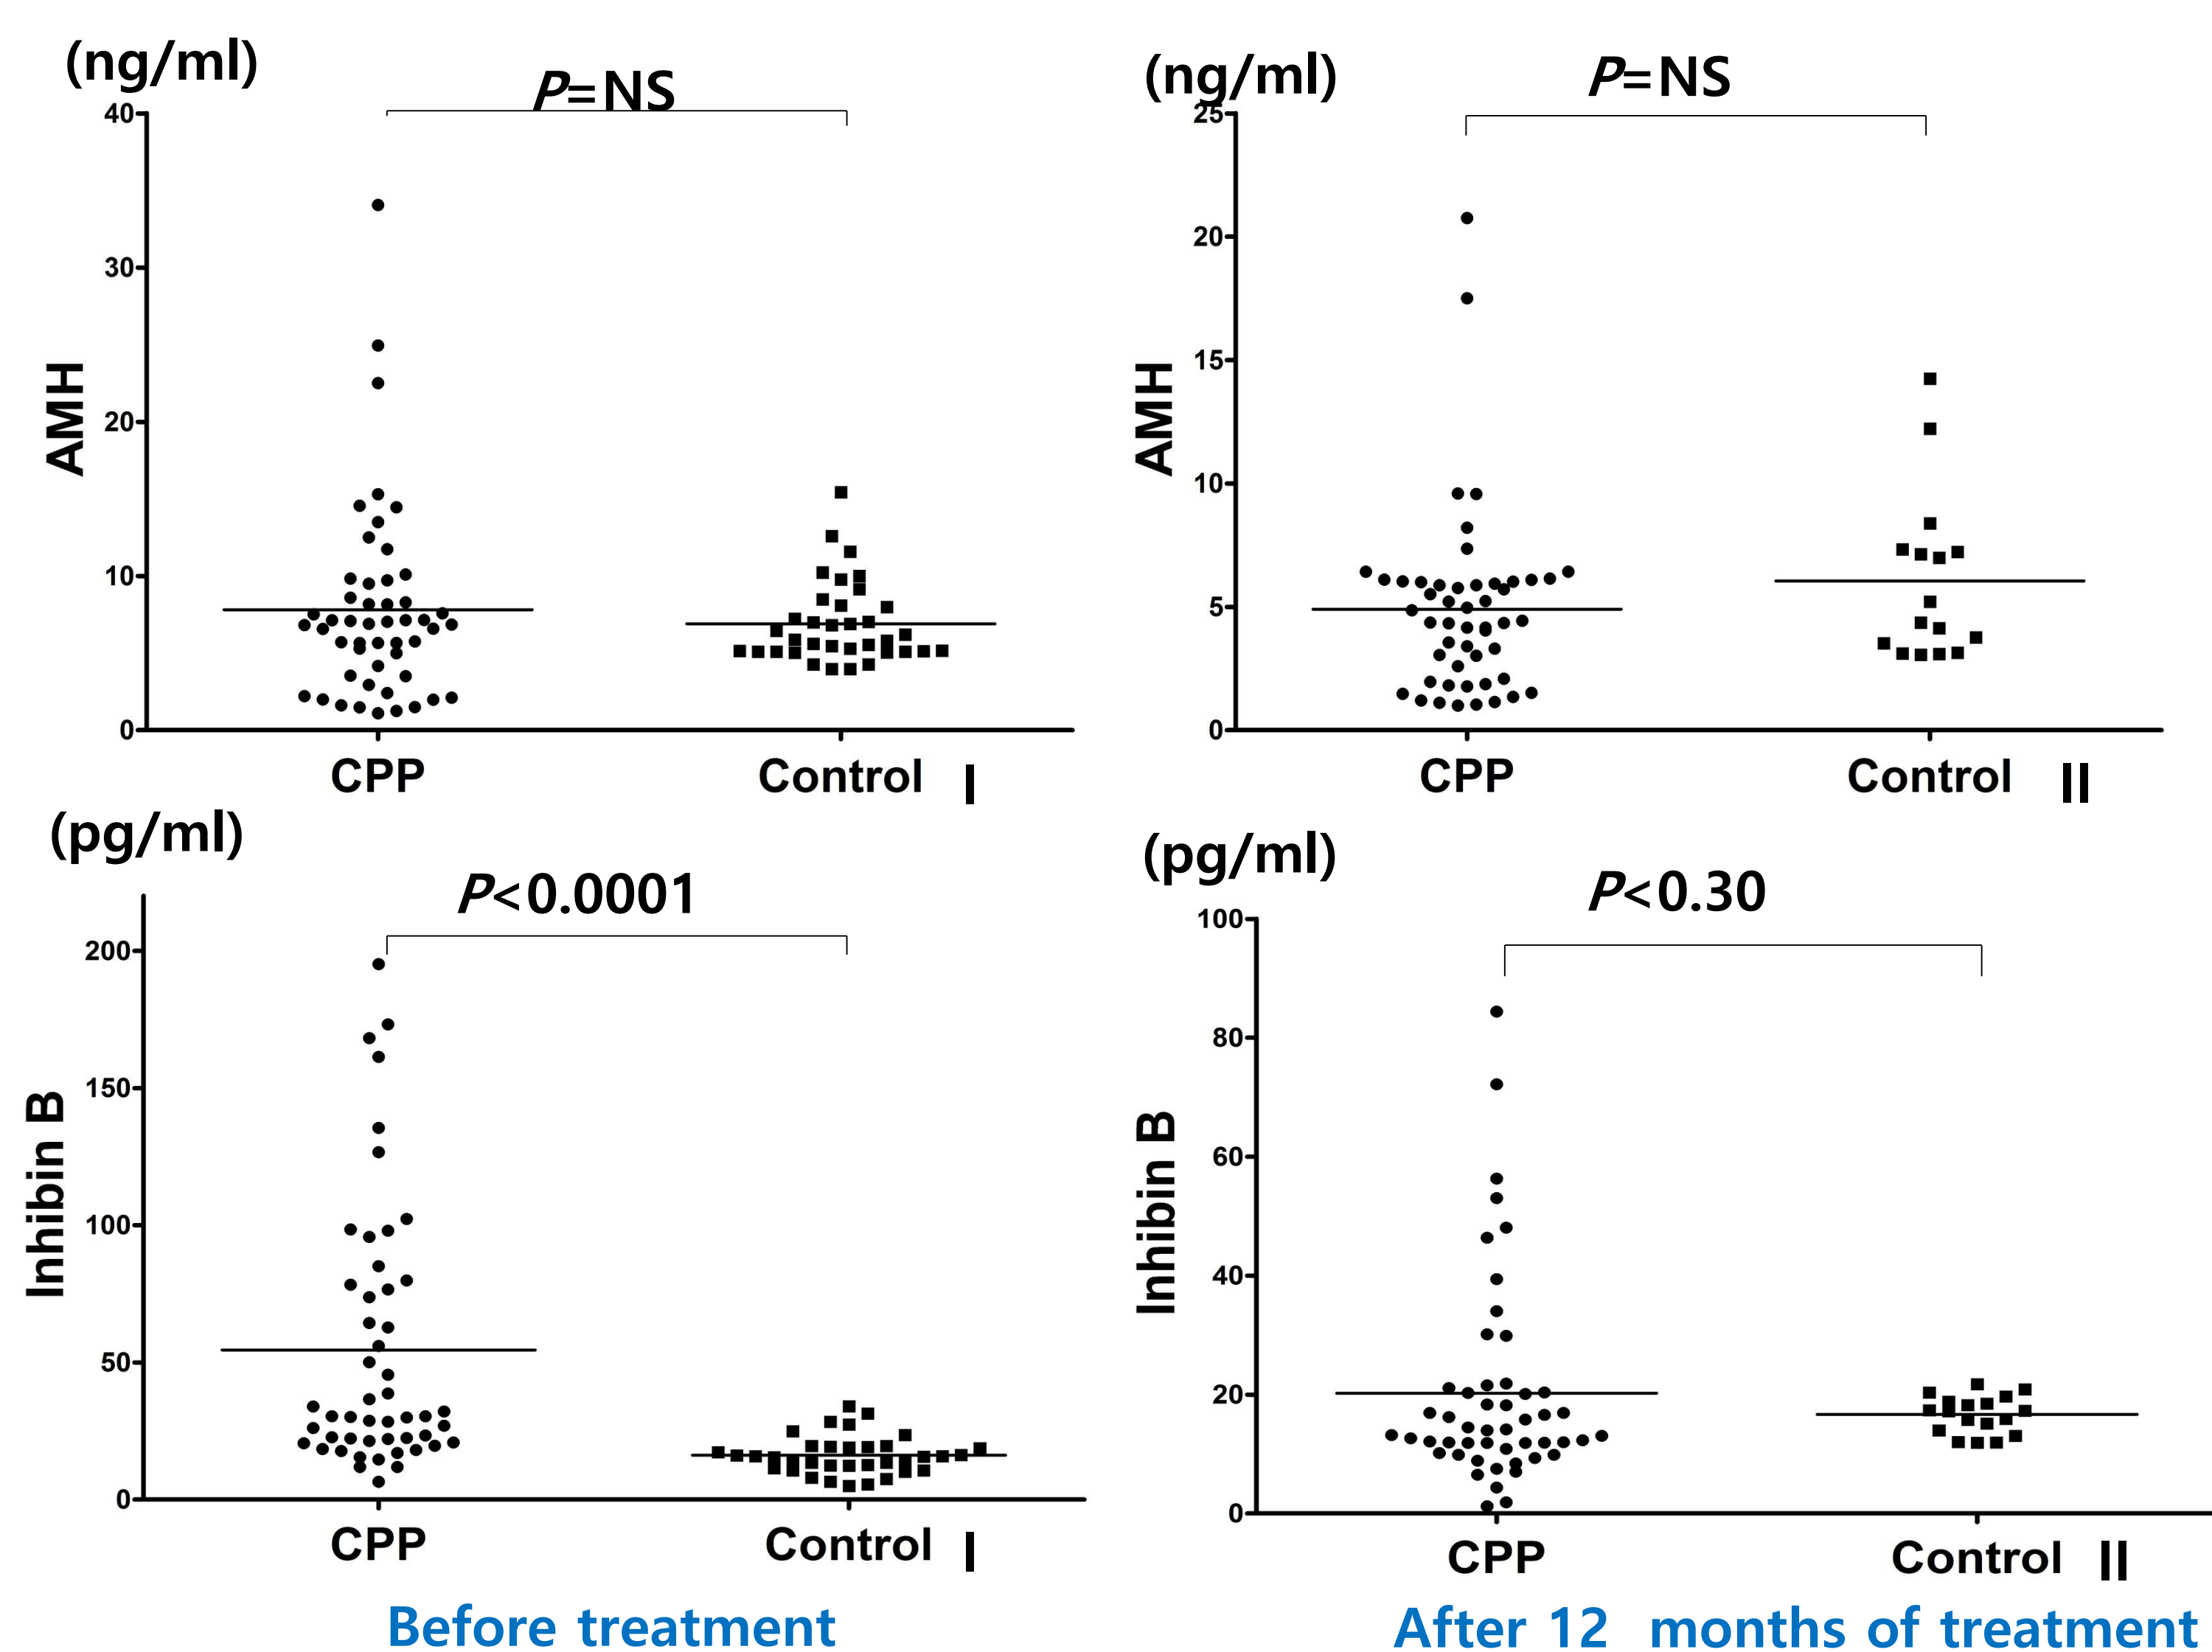 (ng/ml)
P=NS
40
30
20
10
0
AMH
CPP
Control I
(ng/ml)
P=NS
25
20
15
10
5
0
AMH
CPP
Control II
(pg/ml)
P<0.0001
200
150
100
50
0
Inhibin B
CPP
Control I
Before treatment
(pg/ml)
P<0.30
100
80
60
40
20
0
Inhibin B
CPP
Control II
After 12 months of treatment